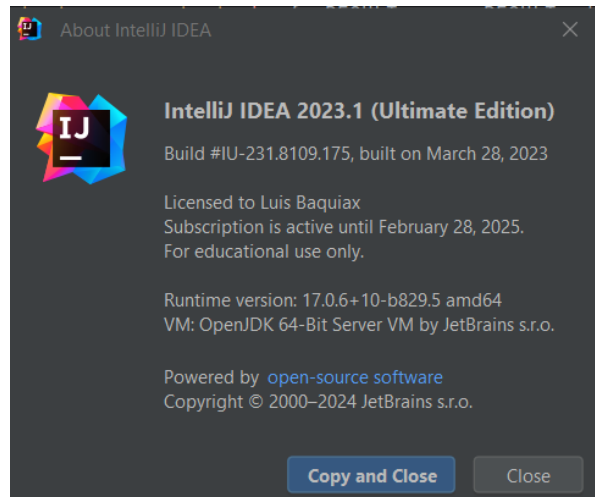 About IntelliJ IDEA
IJ
IntelliJ IDEA 2023.1 (Ultimate Edition)
Build #IU-231.8109.175, built on March 28, 2023
Licensed to Luis Baquiax
Subscription is active until February 28, 2025.
For educational use only.
Runtime version: 17.0.6+10-b829.5 amd64
VM: OpenJDK 64-Bit Server VM by JetBrains s.r.o.
Powered by open-source software
Copyright © 2000–2024 JetBrains s.r.o.
Copy and Close
Close